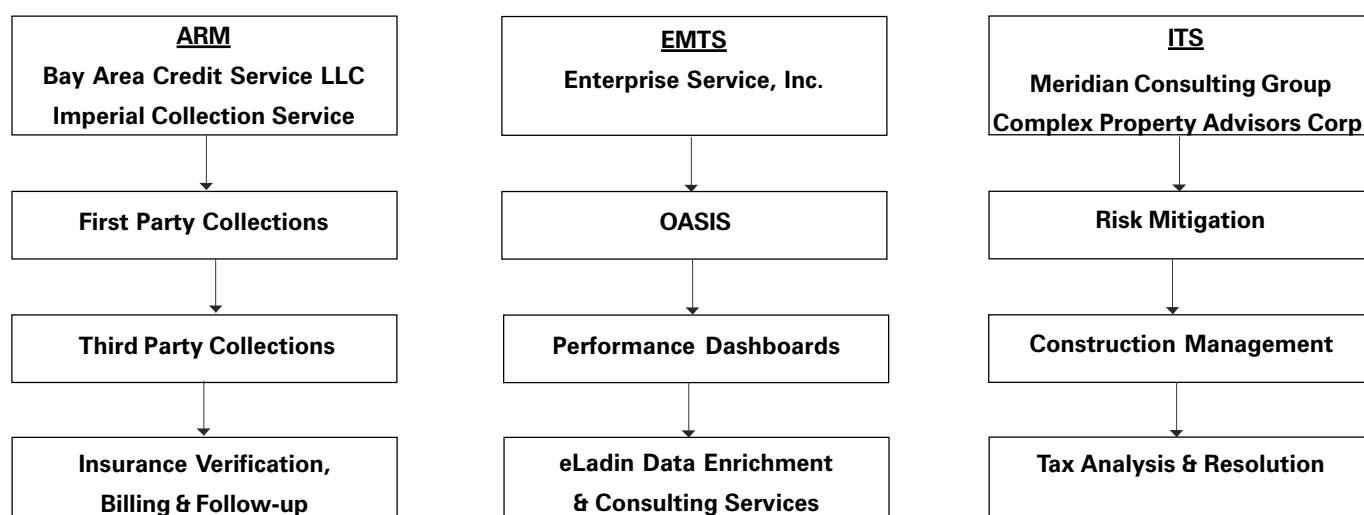 ARM
Bay Area Credit Service LLC
Imperial Collection Service
First Party Collections
Third Party Collections
Insurance Verification,
Billing & Follow-up
EMTS
Enterprise Service, Inc.
OASIS
Performance Dashboards
eLadin Data Enrichment
& Consulting Services
ITS
Meridian Consulting Group
Complex Property Advisors Corp
Risk Mitigation
Construction Management
Tax Analysis & Resolution